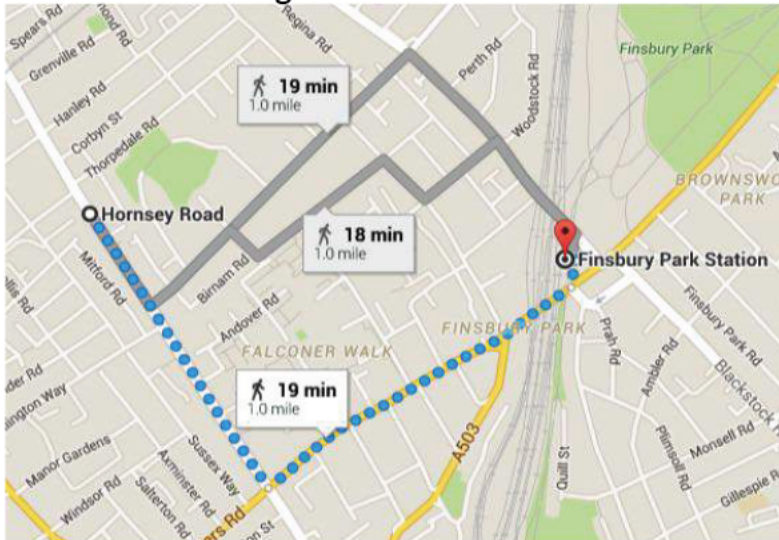 Spears Rd
Grenville Rd
Hanley Rd
Corbyn St
Thorpedale Rd
Regina Rd
Perth Rd
Woodstock Rd
Finsbury Park
19 min
1.0 mile
Hornsey Road
18 min
1.0 mile
Mitford Rd
Birnam Rd
Andover Rd
FALCONER WALK
FINSBURY PARK
Finsbury Park Station
PARK
19 min
1.0 mile
A503
Prah Rd
Ambler Rd
Finsbury Park Rd
Plimsoll Rd
Monsell Rd
Gillespie
Quill St
Manor Gardens
Windsor Rd
Salterton Rd
Axminster Rd
Sussex Way